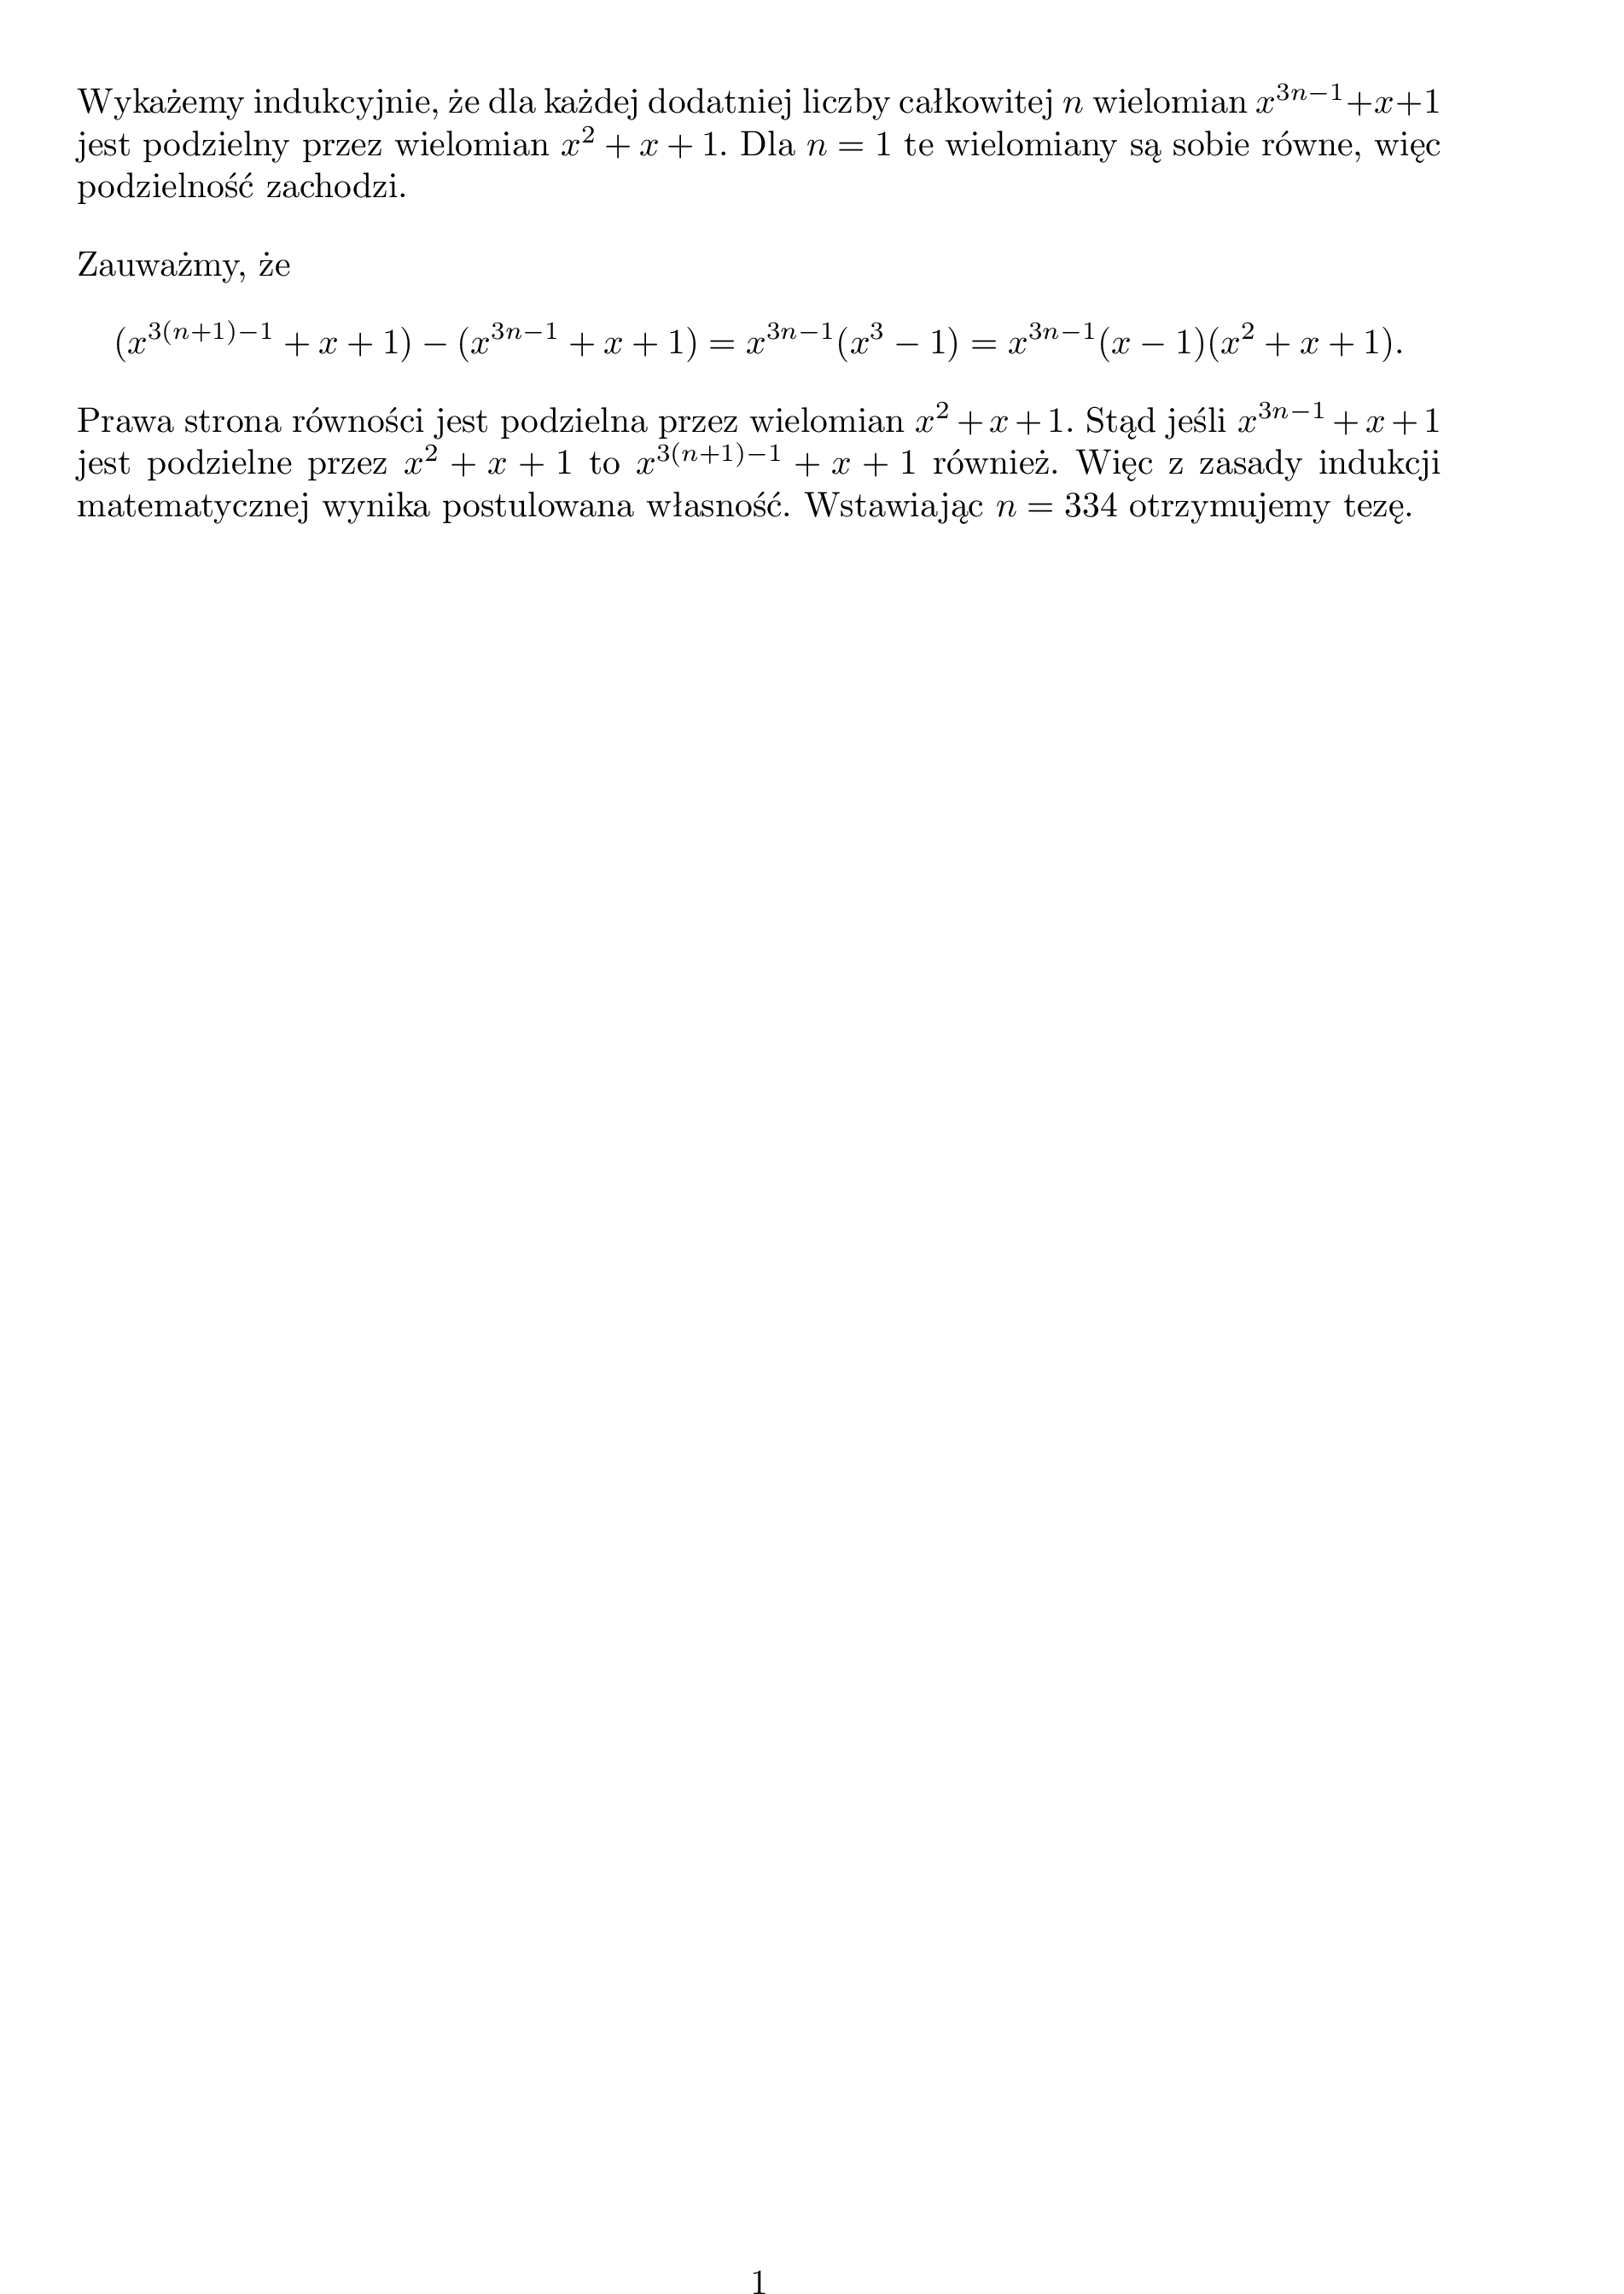 Wykażemy indukcyjnie, że dla każdej dodatniej liczby całkowitej $n$ wielomian $x^{3n-1}+x+1$
jest podzielny przez wielomian $x^2+x+1$. Dla $n=1$ te wielomiany są sobie równe, więc
podzielność zachodzi.
Zauważmy, że
$(x^{3(n+1)-1}+x+1)-(x^{3n-1}+x+1)=x^{3n-1}(x^3-1)=x^{3n-1}(x-1)(x^2+x+1).$
Prawa strona równości jest podzielna przez wielomian $x^2+x+1$. Stąd jeśli $x^{3n-1}+x+1$
jest podzielne przez $x^2+x+1$ to $x^{3(n+1)-1}+x+1$ również. Więc z zasady indukcji
matematycznej wynika postulowana własność. Wstawiając $n=334$ otrzymujemy tezę.
1